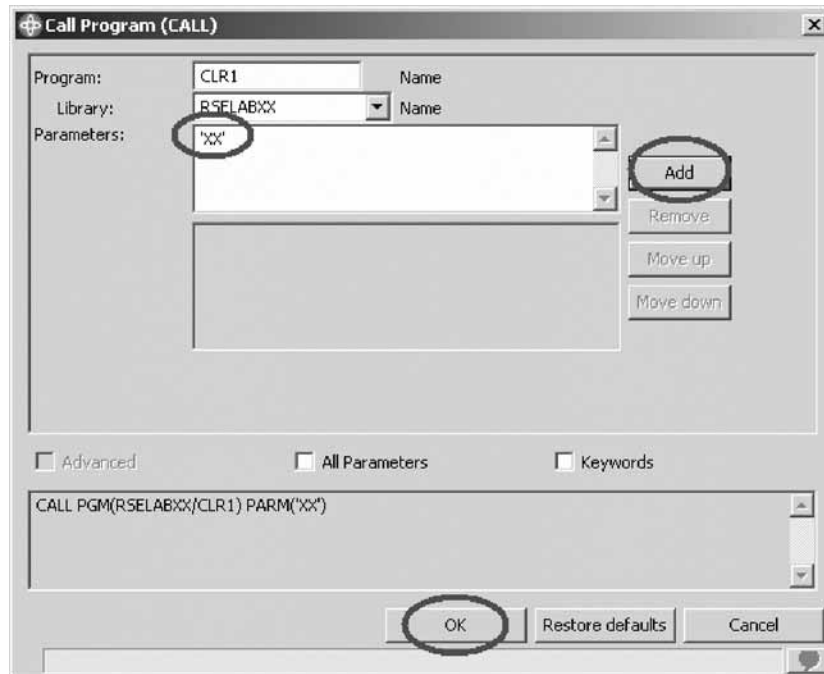 Call Program (CALL)
Program: CLR1 Name
Library: RSELABXX Name
Parameters: 'XX'
Add
Remove
Move up
Move down
Advanced All Parameters Keywords
CALL PGM(RSELABXX/CLR1) PARM('XX')
OK Restore defaults Cancel